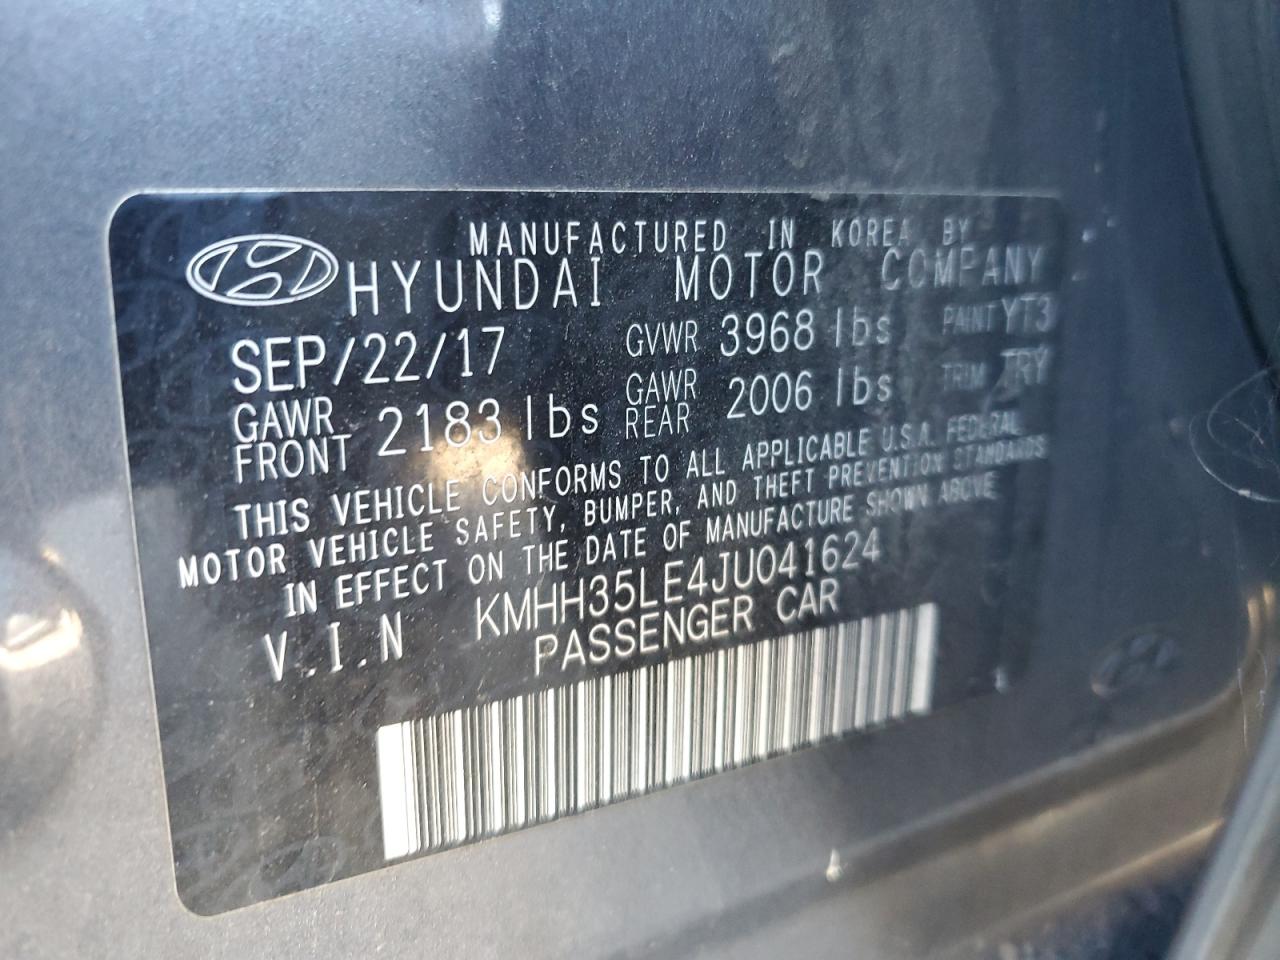 MANUFACTURED IN KOREA BY
HYUNDAI MOTOR COMPANY
SEP/22/17 GVWR 3968 lbs PAINT YT3
GAWR FRONT 2183 lbs GAWR REAR 2006 lbs TRIM TRY
THIS VEHICLE CONFORMS TO ALL APPLICABLE U.S.A. FEDERAL
MOTOR VEHICLE SAFETY, BUMPER, AND THEFT PREVENTION STANDARDS
IN EFFECT ON THE DATE OF MANUFACTURE SHOWN ABOVE
V.I.N KMHH35LE4JU041624
PASSENGER CAR